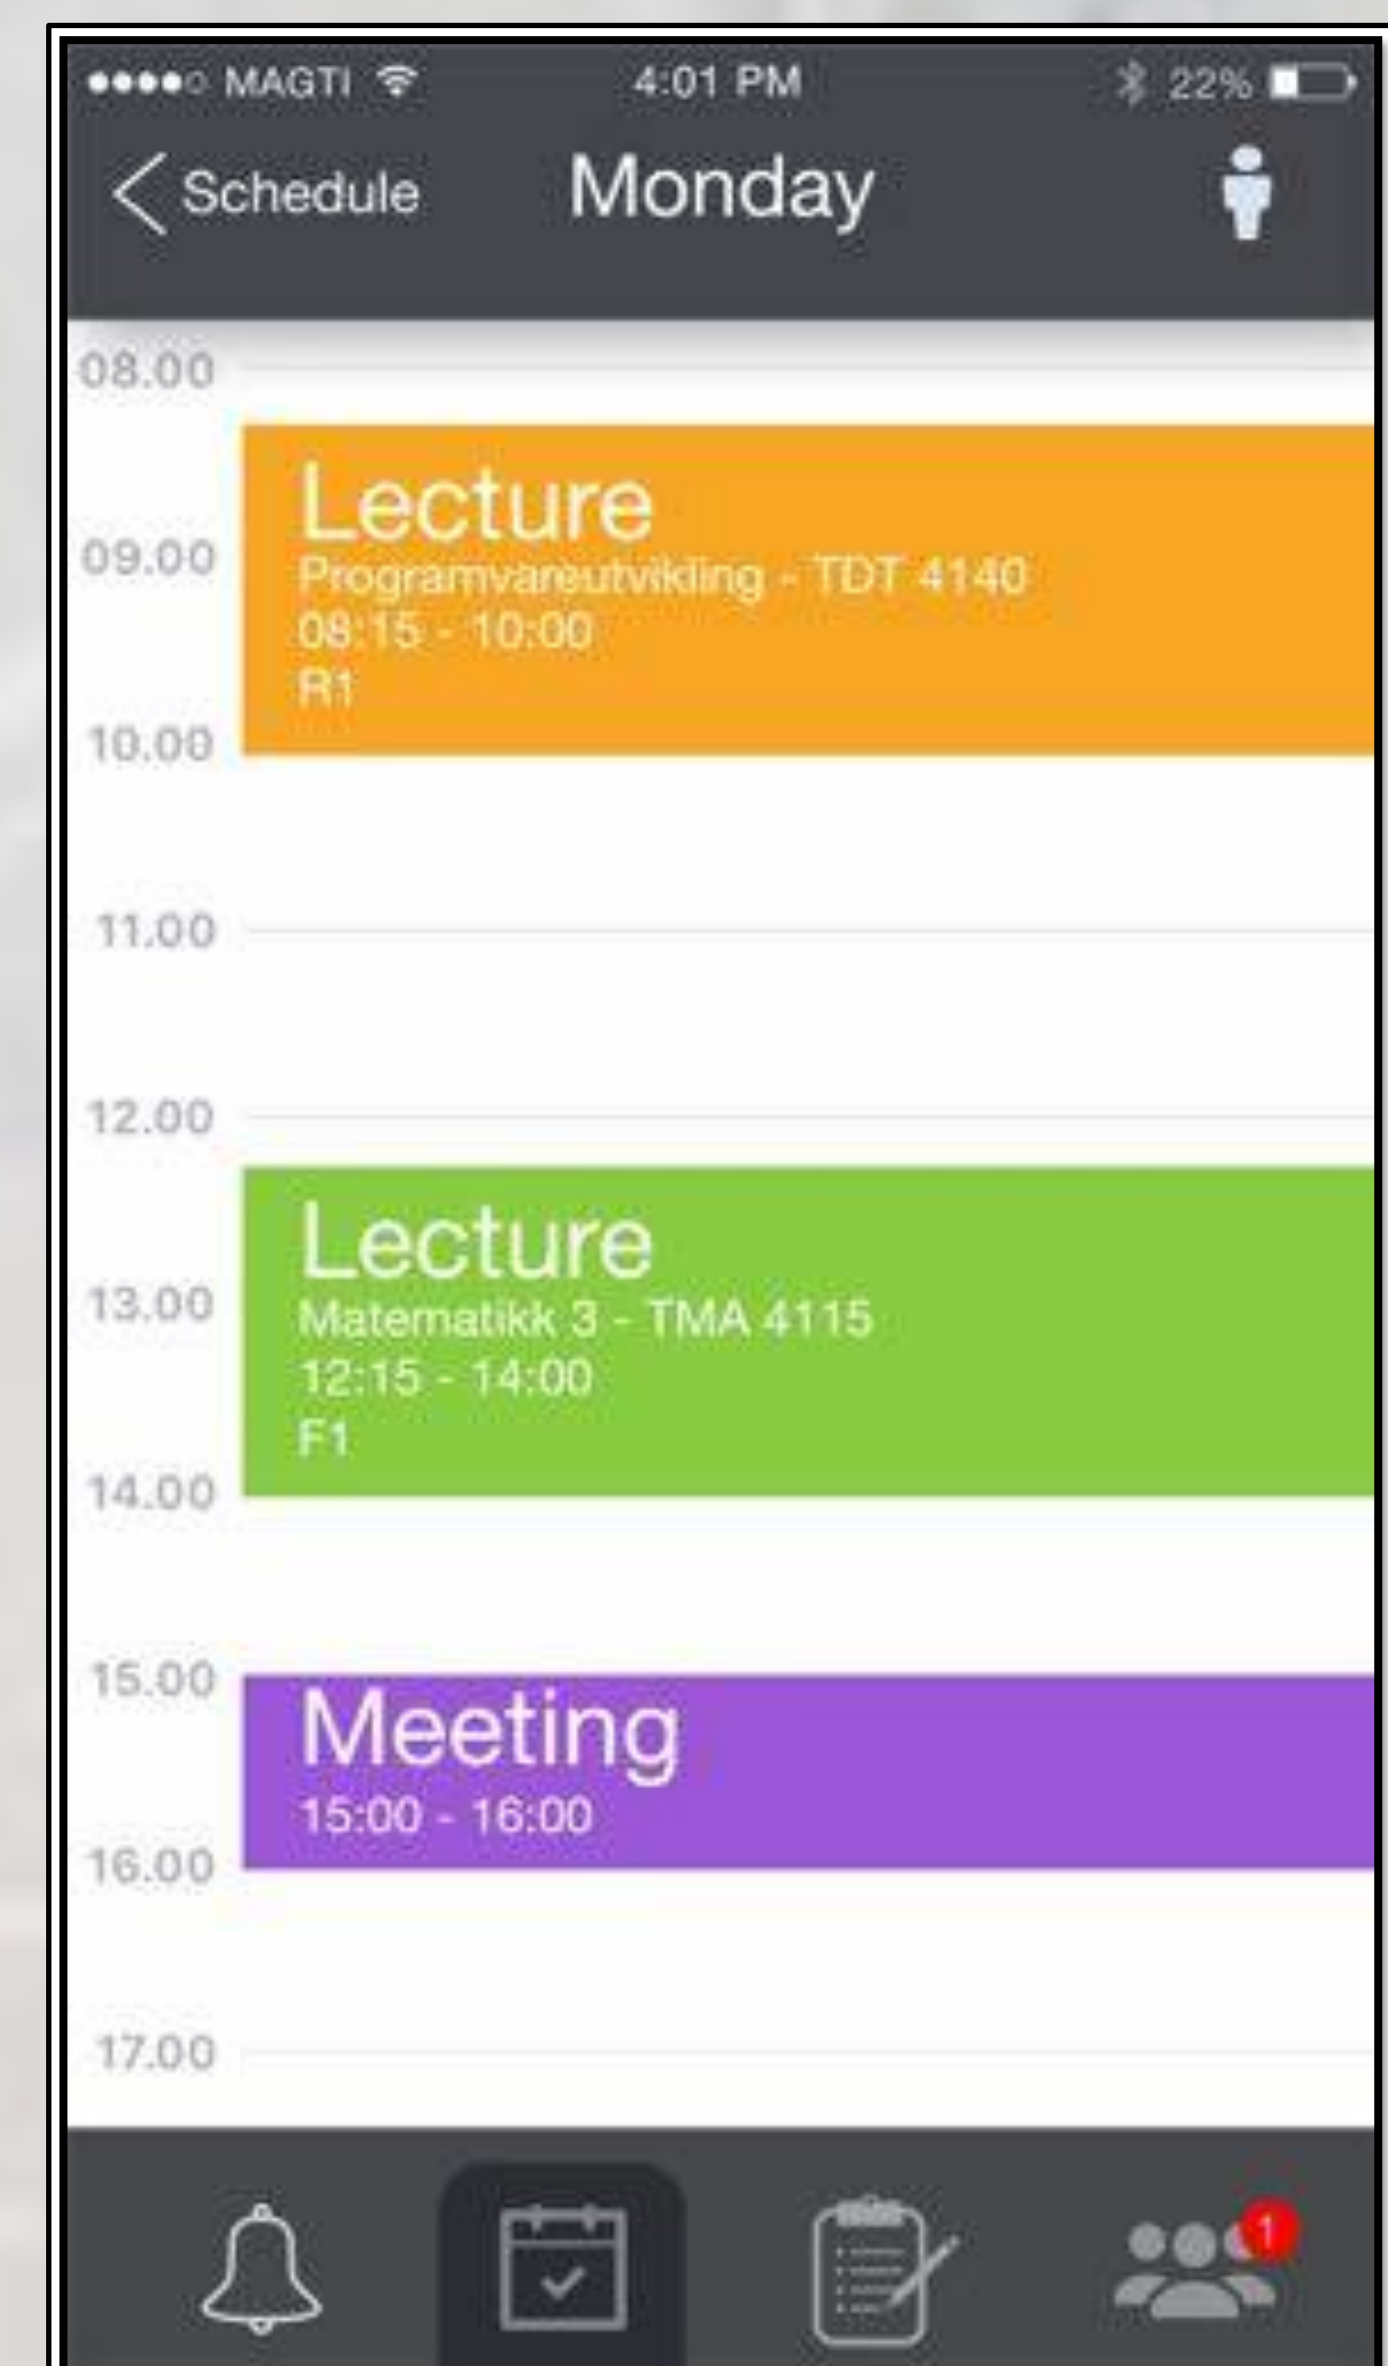 MAGTI 4:01 PM 22%
Schedule Monday
08.00
Lecture
09.00
Programvareutvikling - TDT 4140
08:15 - 10:00
R1
10.00
11.00
12.00
Lecture
13.00
Matematikk 3 - TMA 4115
12:15 - 14:00
F1
14.00
15.00
Meeting
15:00 - 16:00
16.00
17.00
1